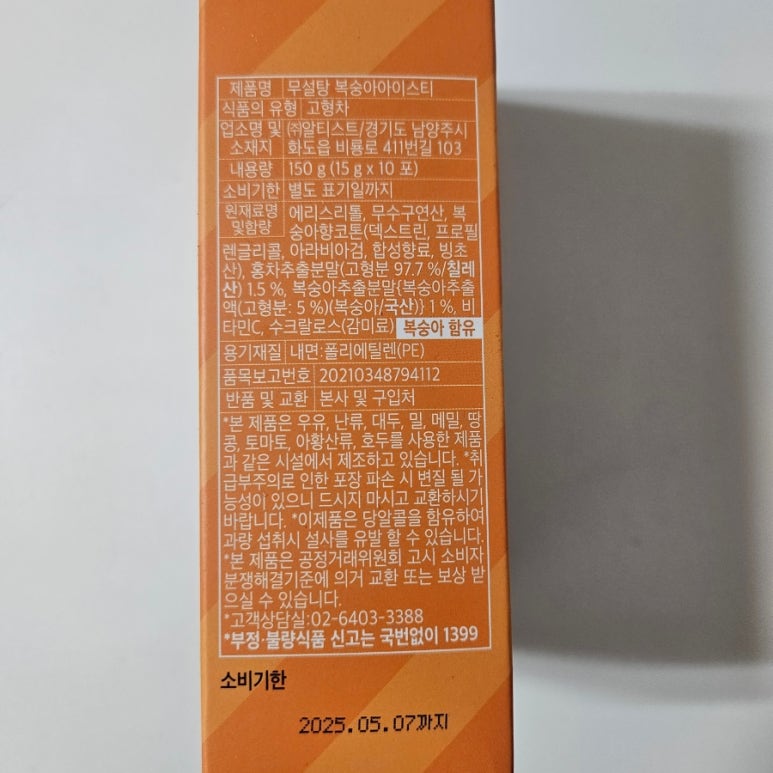 제품명 무설탕 복숭아아이스티
식품의 유형 고형차
업소명 및 ㈜알티스트/경기도 남양주시
소재지 화도읍 비룡로 411번길 103
내용량 150 g (15 g x 10 포)
소비기한 별도 표기일까지
원재료명 에리스리톨, 무수구연산, 복
및함량 숭아향코톤(덱스트린, 프로필
렌글리콜, 아라비아검, 합성향료, 빙초
산), 홍차추출분말(고형분 97.7 %/칠레
산) 1.5 %, 복숭아추출분말{복숭아추출
액(고형분: 5 %)(복숭아/국산)} 1 %, 비
타민C, 수크랄로스(감미료) 복숭아 함유
용기재질 내면:폴리에틸렌(PE)
품목보고번호 20210348794112
반품 및 교환 본사 및 구입처
*본 제품은 우유, 난류, 대두, 밀, 메밀, 땅
콩, 토마토, 아황산류, 호두를 사용한 제품
과 같은 시설에서 제조하고 있습니다. *취
급부주의로 인한 포장 파손 시 변질 될 가
능성이 있으니 드시지 마시고 교환하시기
바랍니다. *이제품은 당알콜을 함유하여
과량 섭취시 설사를 유발 할 수 있습니다.
*본 제품은 공정거래위원회 고시 소비자
분쟁해결기준에 의거 교환 또는 보상 받
으실 수 있습니다.
*고객상담실:02-6403-3388
*부정·불량식품 신고는 국번없이 1399
소비기한
2025.05.07까지